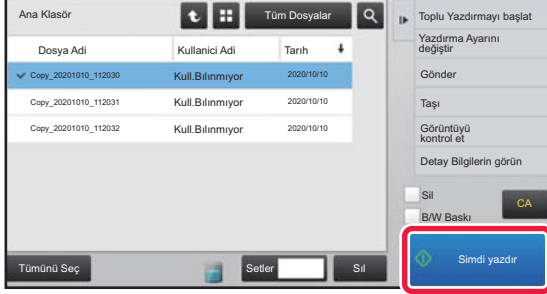 Ana Klasör
Tüm Dosyalar
Dosya Adi
Kullanici Adi
Tarıh
Copy_20201010_112030
Kull.Bılınmıyor
2020/10/10
Copy_20201010_112031
Kull.Bılınmıyor
2020/10/10
Copy_20201010_112032
Kull.Bılınmıyor
2020/10/10
Tümünü Seç
Setler
Sıl
Toplu Yazdırmayı başlat
Yazdırma Ayarını
değiştir
Gönder
Taşı
Görüntüyü
kontrol et
Detay Bilgilerin görün
Sil
B/W Baskı
CA
Simdi yazdır